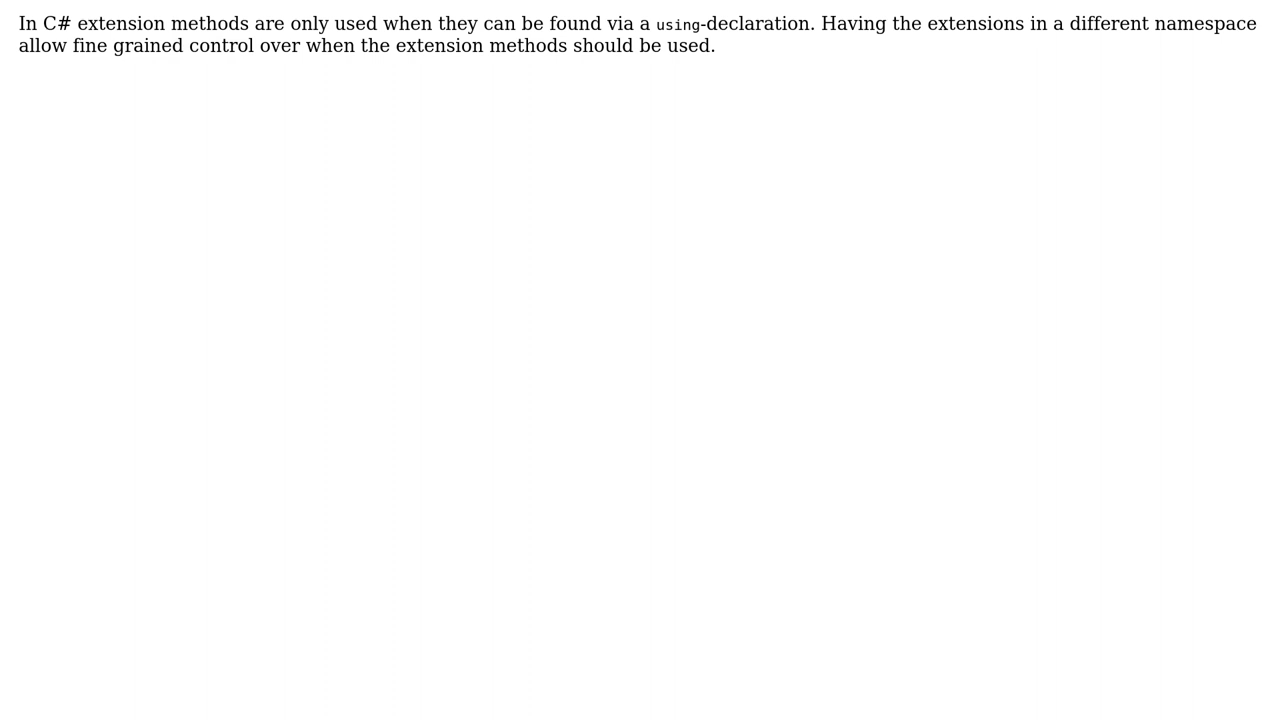 In C# extension methods are only used when they can be found via a using-declaration. Having the extensions in a different namespace
allow fine grained control over when the extension methods should be used.